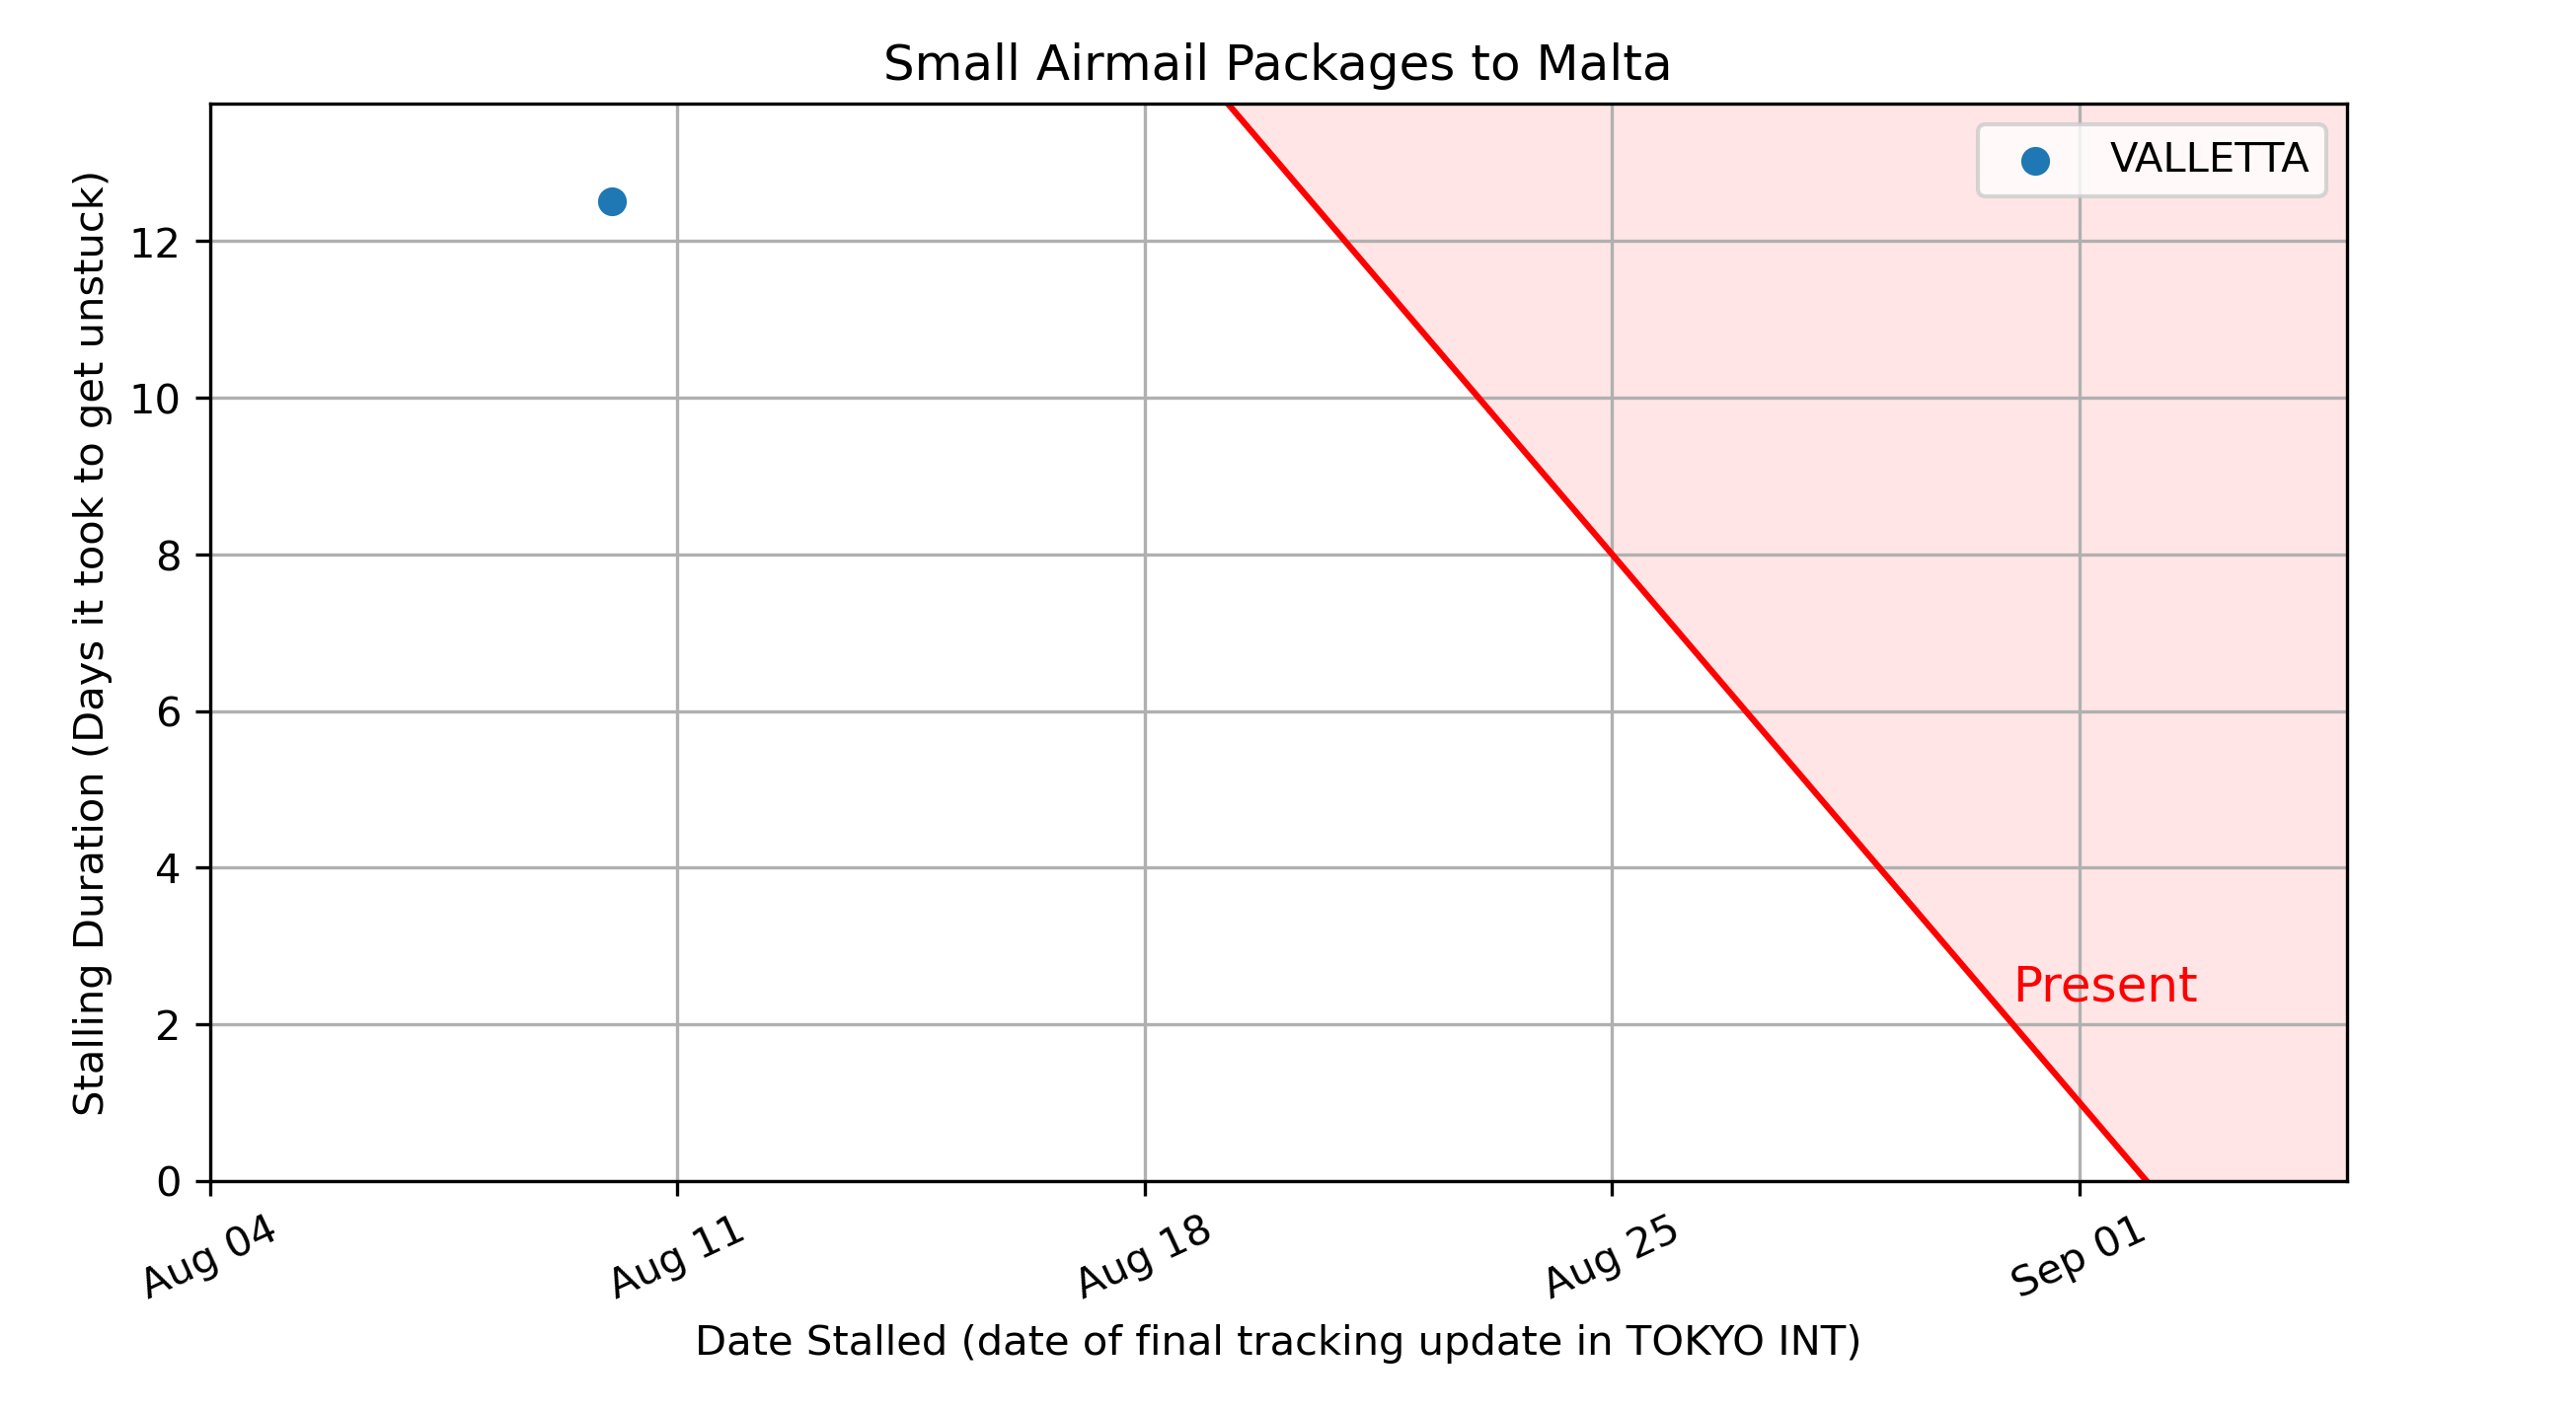 Small Airmail Packages to Malta
VALLETTA
Stalling Duration (Days it took to get unstuck)
12
10
8
6
4
2
0
Present
Aug 04
Aug 11
Aug 18
Aug 25
Sep 01
Date Stalled (date of final tracking update in TOKYO INT)